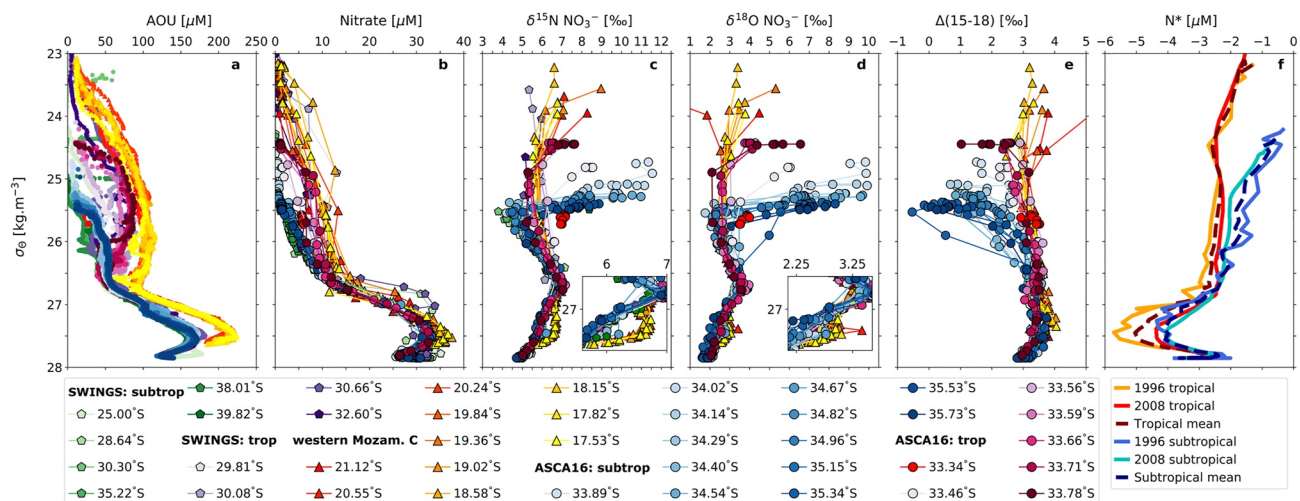 AOU [μM]
Nitrate [μM]
δ¹⁵N NO₃⁻ [‰]
δ¹⁸O NO₃⁻ [‰]
Δ(15-18) [‰]
N* [μM]
0 50 100 150 200 250
0 10 20 30 40
3 4 5 6 7 8 9 10 11 12
1 2 3 4 5 6 7 8 9 10
−1 0 1 2 3 4 5
−6 −5 −4 −3 −2 −1 0
a
b
c
d
e
f
23
24
25
26
27
28
σΘ [kg.m⁻³]
6 7
27
2.25 3.25
27
SWINGS: subtrop
25.00°S
28.64°S
30.30°S
35.22°S
38.01°S
39.82°S
SWINGS: trop
29.81°S
30.08°S
30.66°S
32.60°S
western Mozam. C
21.12°S
20.55°S
20.24°S
19.84°S
19.36°S
19.02°S
18.58°S
18.15°S
17.82°S
17.53°S
ASCA16: subtrop
33.89°S
34.02°S
34.14°S
34.29°S
34.40°S
34.54°S
34.67°S
34.82°S
34.96°S
35.15°S
35.34°S
35.53°S
35.73°S
ASCA16: trop
33.34°S
33.46°S
33.56°S
33.59°S
33.66°S
33.71°S
33.78°S
1996 tropical
2008 tropical
Tropical mean
1996 subtropical
2008 subtropical
Subtropical mean